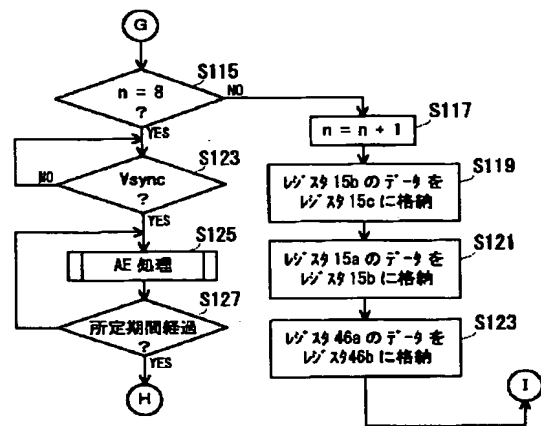 G
S115
n = 8
?
NO
YES
S117
n = n + 1
S123
Vsync
?
NO
YES
S119
レジスタ 15b のデータを
レジスタ 15c に格納
S125
AE 処理
S121
レジスタ 15a のデータを
レジスタ 15b に格納
S127
所定期間経過
?
YES
S123
レジスタ 46a のデータを
レジスタ46b に格納
H
I